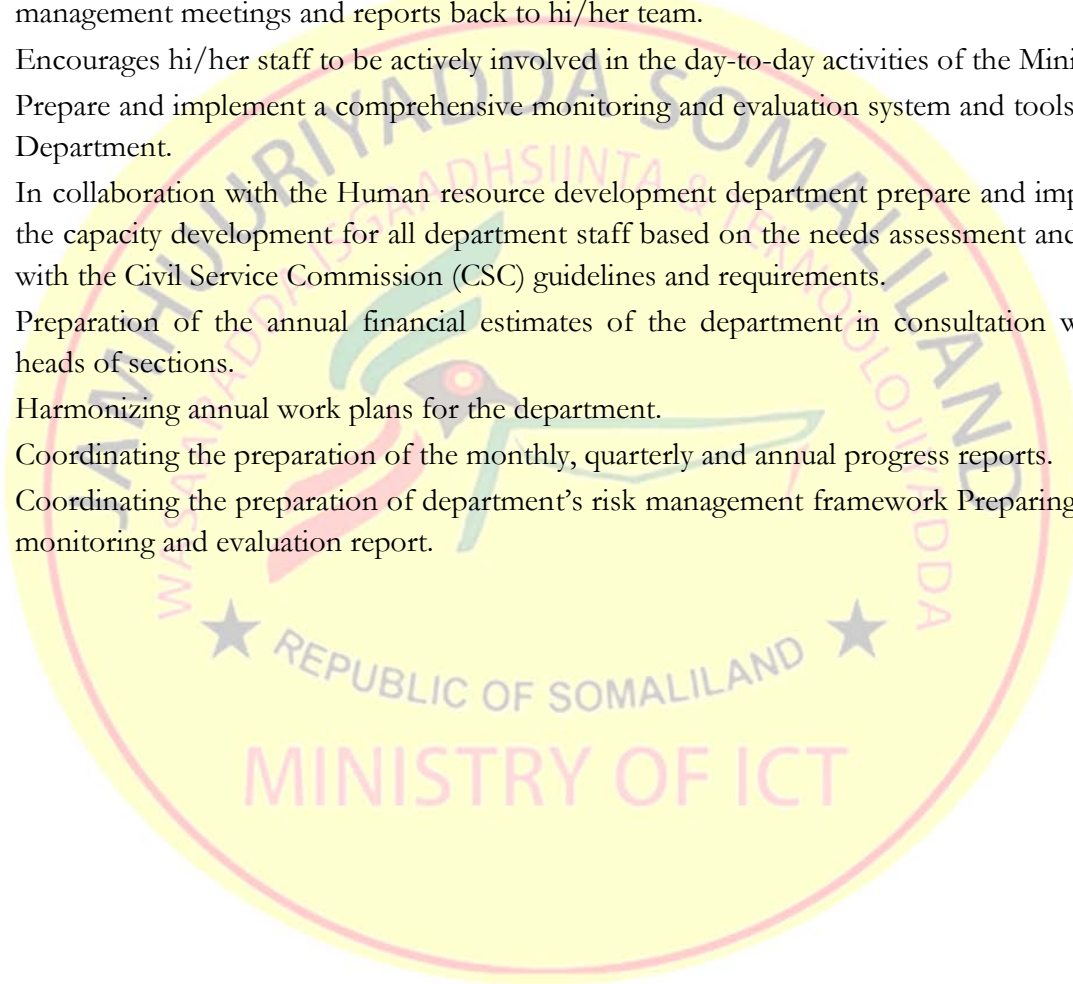 management meetings and reports back to hi/her team.
Encourages hi/her staff to be actively involved in the day-to-day activities of the Mini
Prepare and implement a comprehensive monitoring and evaluation system and tools
Department.
In collaboration with the Human resource development department prepare and imp
the capacity development for all department staff based on the needs assessment and
with the Civil Service Commission (CSC) guidelines and requirements.
Preparation of the annual financial estimates of the department in consultation w
heads of sections.
Harmonizing annual work plans for the department.
Coordinating the preparation of the monthly, quarterly and annual progress reports.
Coordinating the preparation of department’s risk management framework Preparing
monitoring and evaluation report.
JAMHUURIYADDA SOMALILAND
WASAARADDA ISGAADHSIINTA & TEKNOOLOJIYADDA
REPUBLIC OF SOMALILAND
MINISTRY OF ICT